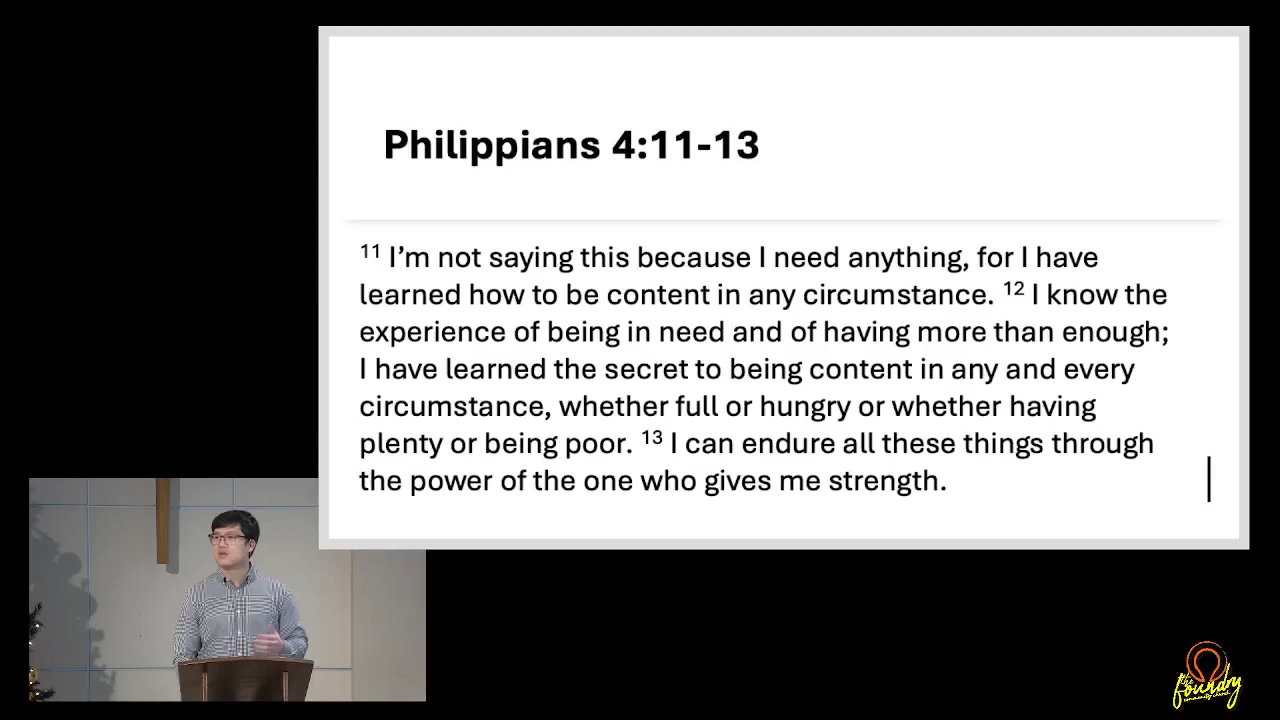 Philippians 4:11-13
¹¹ I’m not saying this because I need anything, for I have
learned how to be content in any circumstance. ¹² I know the
experience of being in need and of having more than enough;
I have learned the secret to being content in any and every
circumstance, whether full or hungry or whether having
plenty or being poor. ¹³ I can endure all these things through
the power of the one who gives me strength.
the
foundry
community church